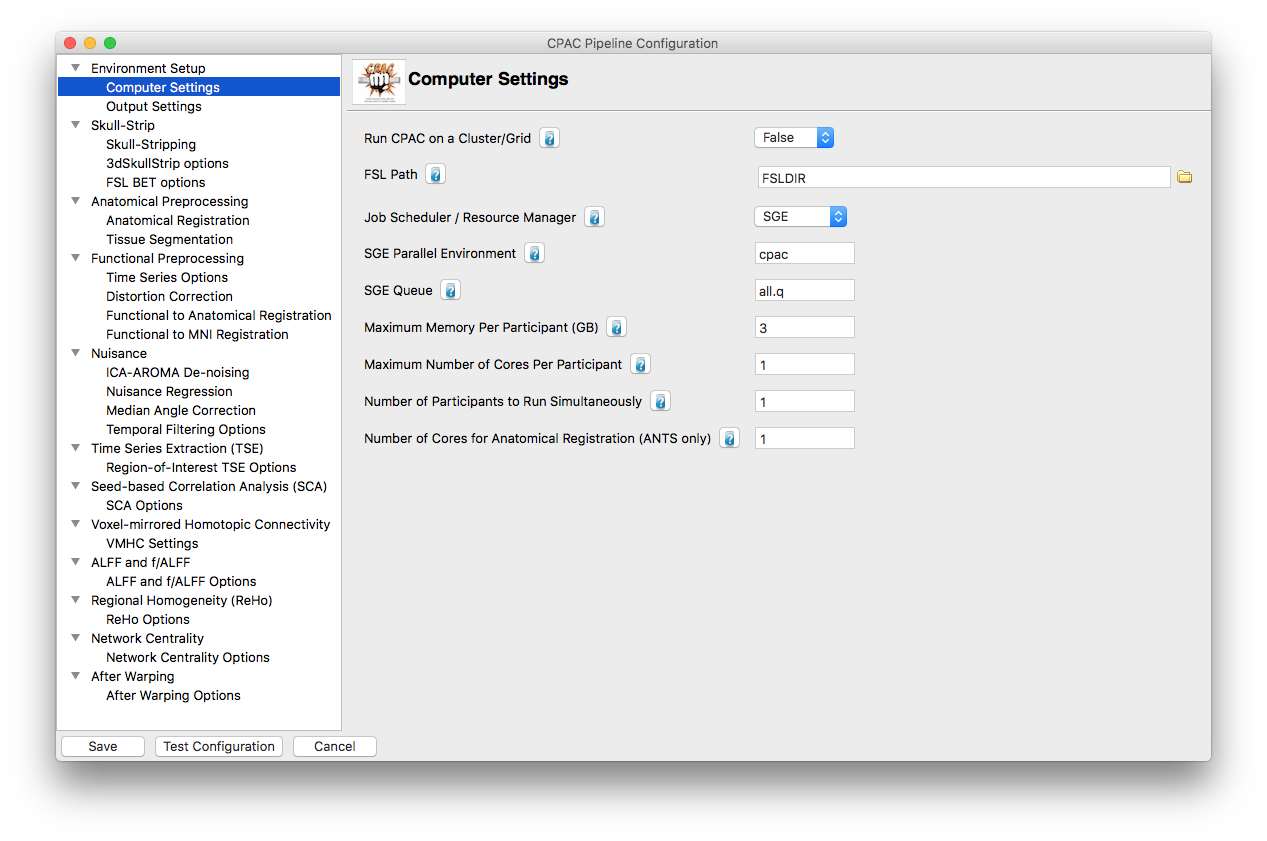 CPAC Pipeline Configuration
Environment Setup
Computer Settings
Output Settings
Skull-Strip
Skull-Stripping
3dSkullStrip options
FSL BET options
Anatomical Preprocessing
Anatomical Registration
Tissue Segmentation
Functional Preprocessing
Time Series Options
Distortion Correction
Functional to Anatomical Registration
Functional to MNI Registration
Nuisance
ICA-AROMA De-noising
Nuisance Regression
Median Angle Correction
Temporal Filtering Options
Time Series Extraction (TSE)
Region-of-Interest TSE Options
Seed-based Correlation Analysis (SCA)
SCA Options
Voxel-mirrored Homotopic Connectivity
VMHC Settings
ALFF and f/ALFF
ALFF and f/ALFF Options
Regional Homogeneity (ReHo)
ReHo Options
Network Centrality
Network Centrality Options
After Warping
After Warping Options
CPAC
Computer Settings
Run CPAC on a Cluster/Grid ? False
FSL Path ? FSLDIR
Job Scheduler / Resource Manager ? SGE
SGE Parallel Environment ? cpac
SGE Queue ? all.q
Maximum Memory Per Participant (GB) ? 3
Maximum Number of Cores Per Participant ? 1
Number of Participants to Run Simultaneously ? 1
Number of Cores for Anatomical Registration (ANTS only) ? 1
Save Test Configuration Cancel